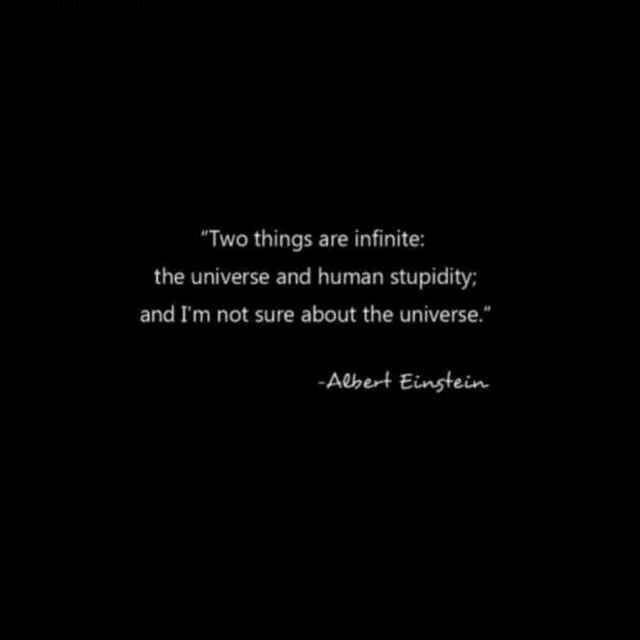 “Two things are infinite:
the universe and human stupidity;
and I'm not sure about the universe.”
-Albert Einstein